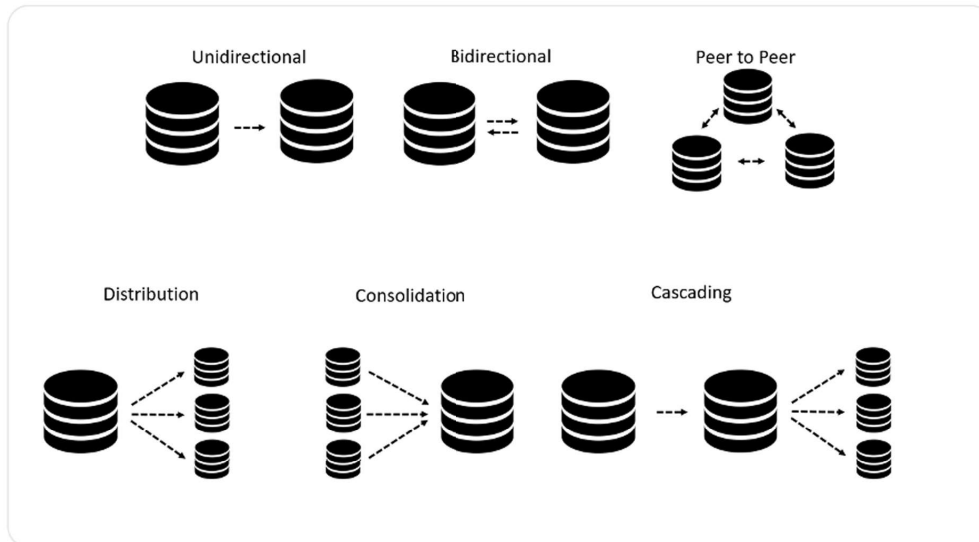 Unidirectional
Bidirectional
Peer to Peer
Distribution
Consolidation
Cascading